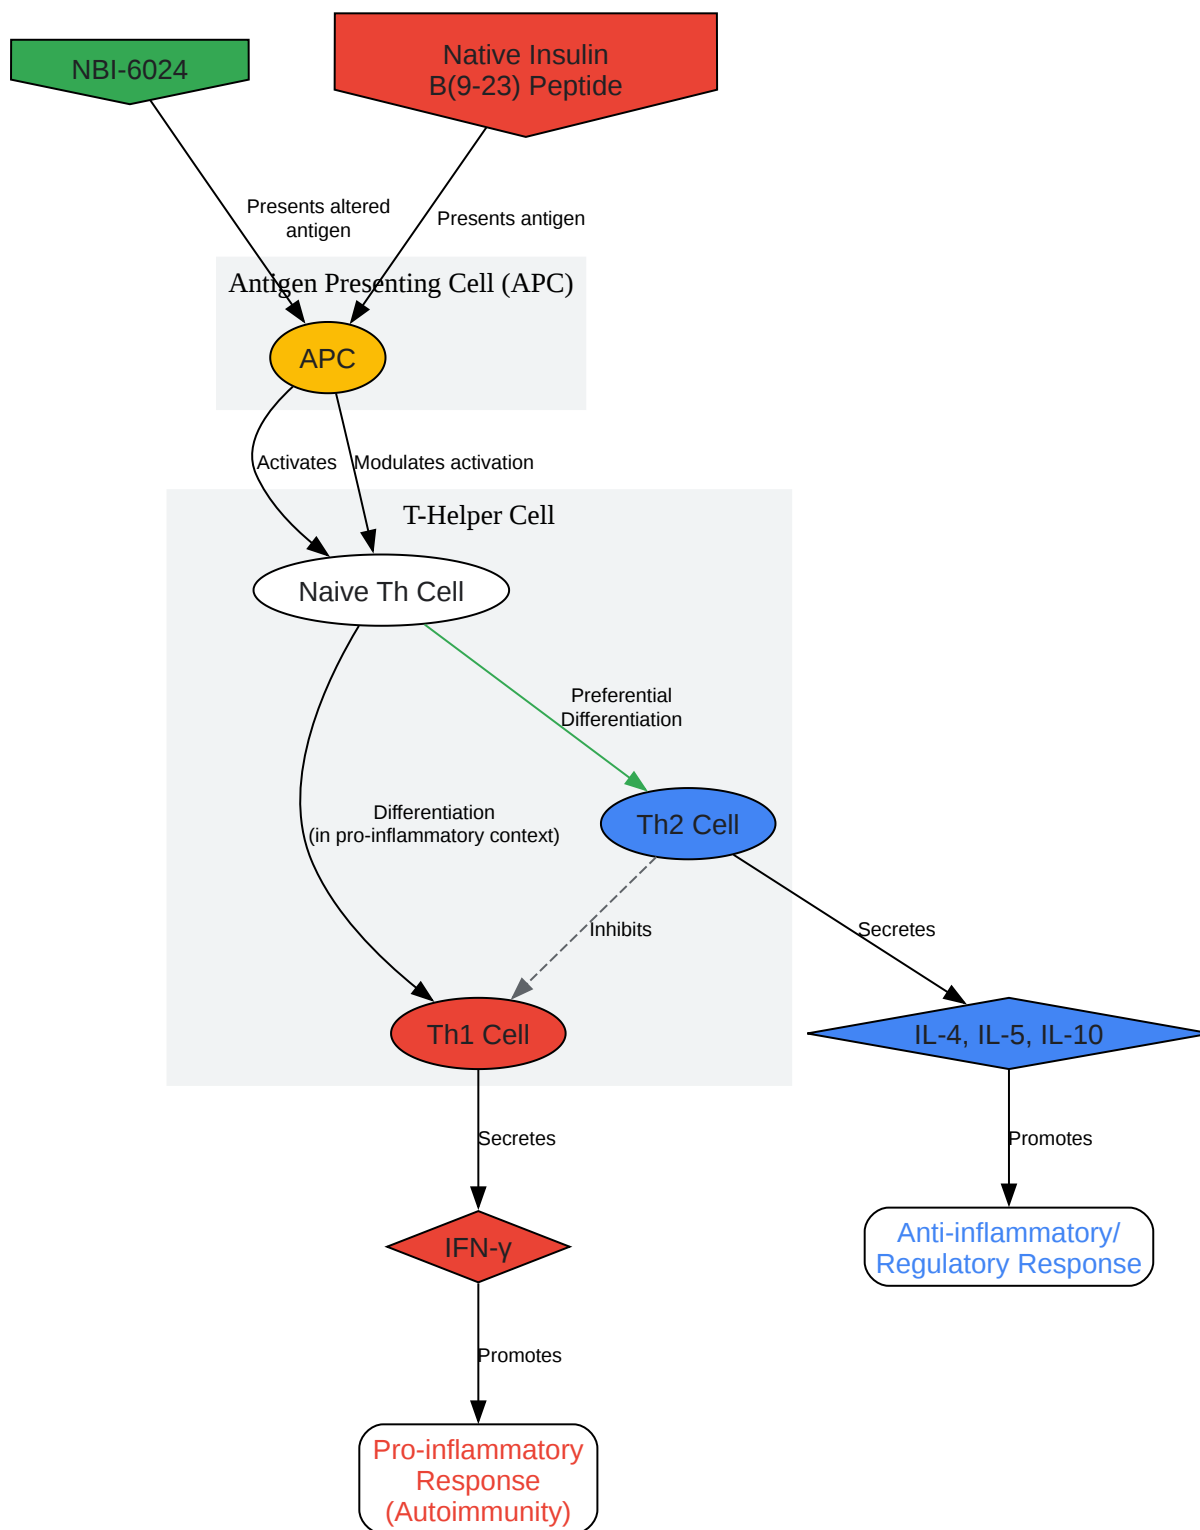 NBI-6024
Native Insulin
B(9-23) Peptide
Presents altered
antigen
Presents antigen
Antigen Presenting Cell (APC)
APC
Activates
Modulates activation
T-Helper Cell
Naive Th Cell
Preferential
Differentiation
Differentiation
(in pro-inflammatory context)
Th2 Cell
Inhibits
Secretes
Th1 Cell
IL-4, IL-5, IL-10
Secretes
Promotes
IFN-γ
Anti-inflammatory/
Regulatory Response
Promotes
Pro-inflammatory
Response
(Autoimmunity)